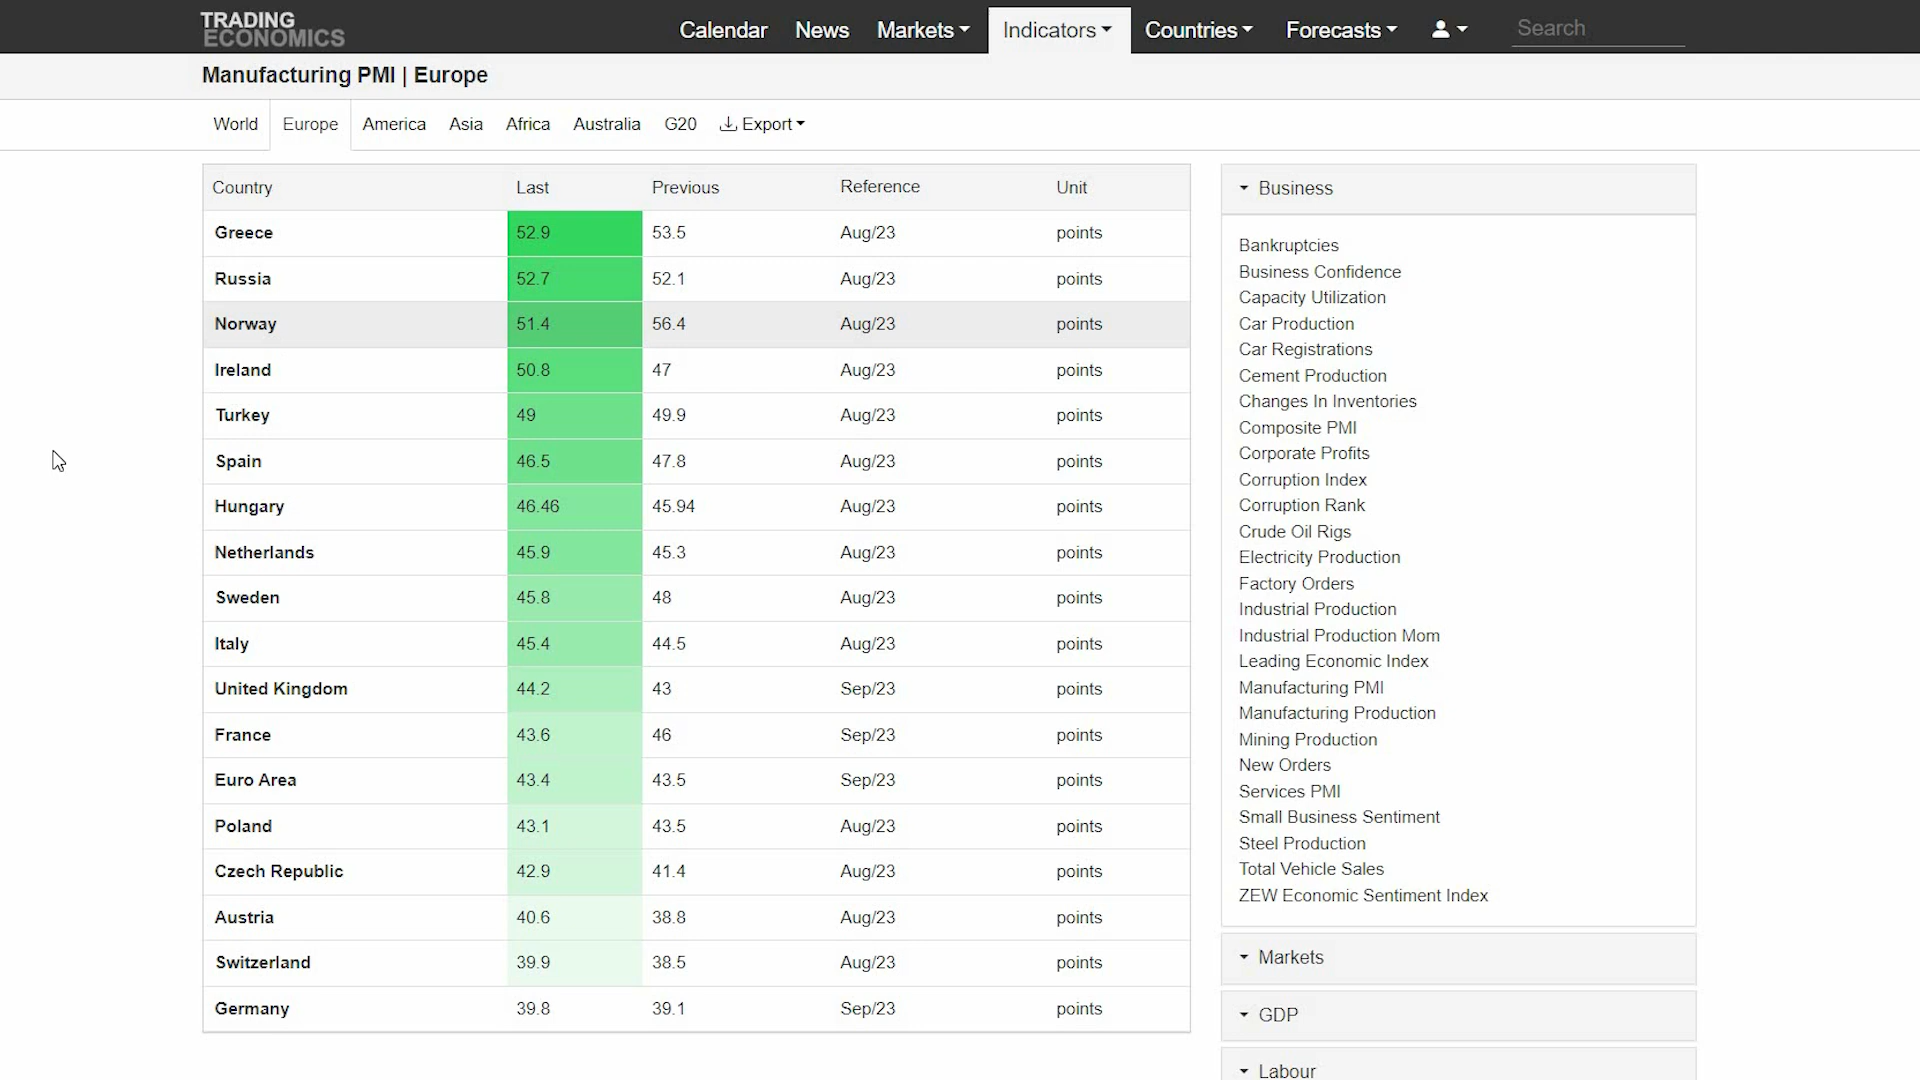 TRADING
ECONOMICS
Calendar News Markets Indicators Countries Forecasts Search
Manufacturing PMI | Europe
World Europe America Asia Africa Australia G20 Export
Country Last Previous Reference Unit
Greece 52.9 53.5 Aug/23 points
Russia 52.7 52.1 Aug/23 points
Norway 51.4 56.4 Aug/23 points
Ireland 50.8 47 Aug/23 points
Turkey 49 49.9 Aug/23 points
Spain 46.5 47.8 Aug/23 points
Hungary 46.46 45.94 Aug/23 points
Netherlands 45.9 45.3 Aug/23 points
Sweden 45.8 48 Aug/23 points
Italy 45.4 44.5 Aug/23 points
United Kingdom 44.2 43 Sep/23 points
France 43.6 46 Sep/23 points
Euro Area 43.4 43.5 Sep/23 points
Poland 43.1 43.5 Aug/23 points
Czech Republic 42.9 41.4 Aug/23 points
Austria 40.6 38.8 Aug/23 points
Switzerland 39.9 38.5 Aug/23 points
Germany 39.8 39.1 Sep/23 points
Business
Bankruptcies
Business Confidence
Capacity Utilization
Car Production
Car Registrations
Cement Production
Changes In Inventories
Composite PMI
Corporate Profits
Corruption Index
Corruption Rank
Crude Oil Rigs
Electricity Production
Factory Orders
Industrial Production
Industrial Production Mom
Leading Economic Index
Manufacturing PMI
Manufacturing Production
Mining Production
New Orders
Services PMI
Small Business Sentiment
Steel Production
Total Vehicle Sales
ZEW Economic Sentiment Index
Markets
GDP
Labour